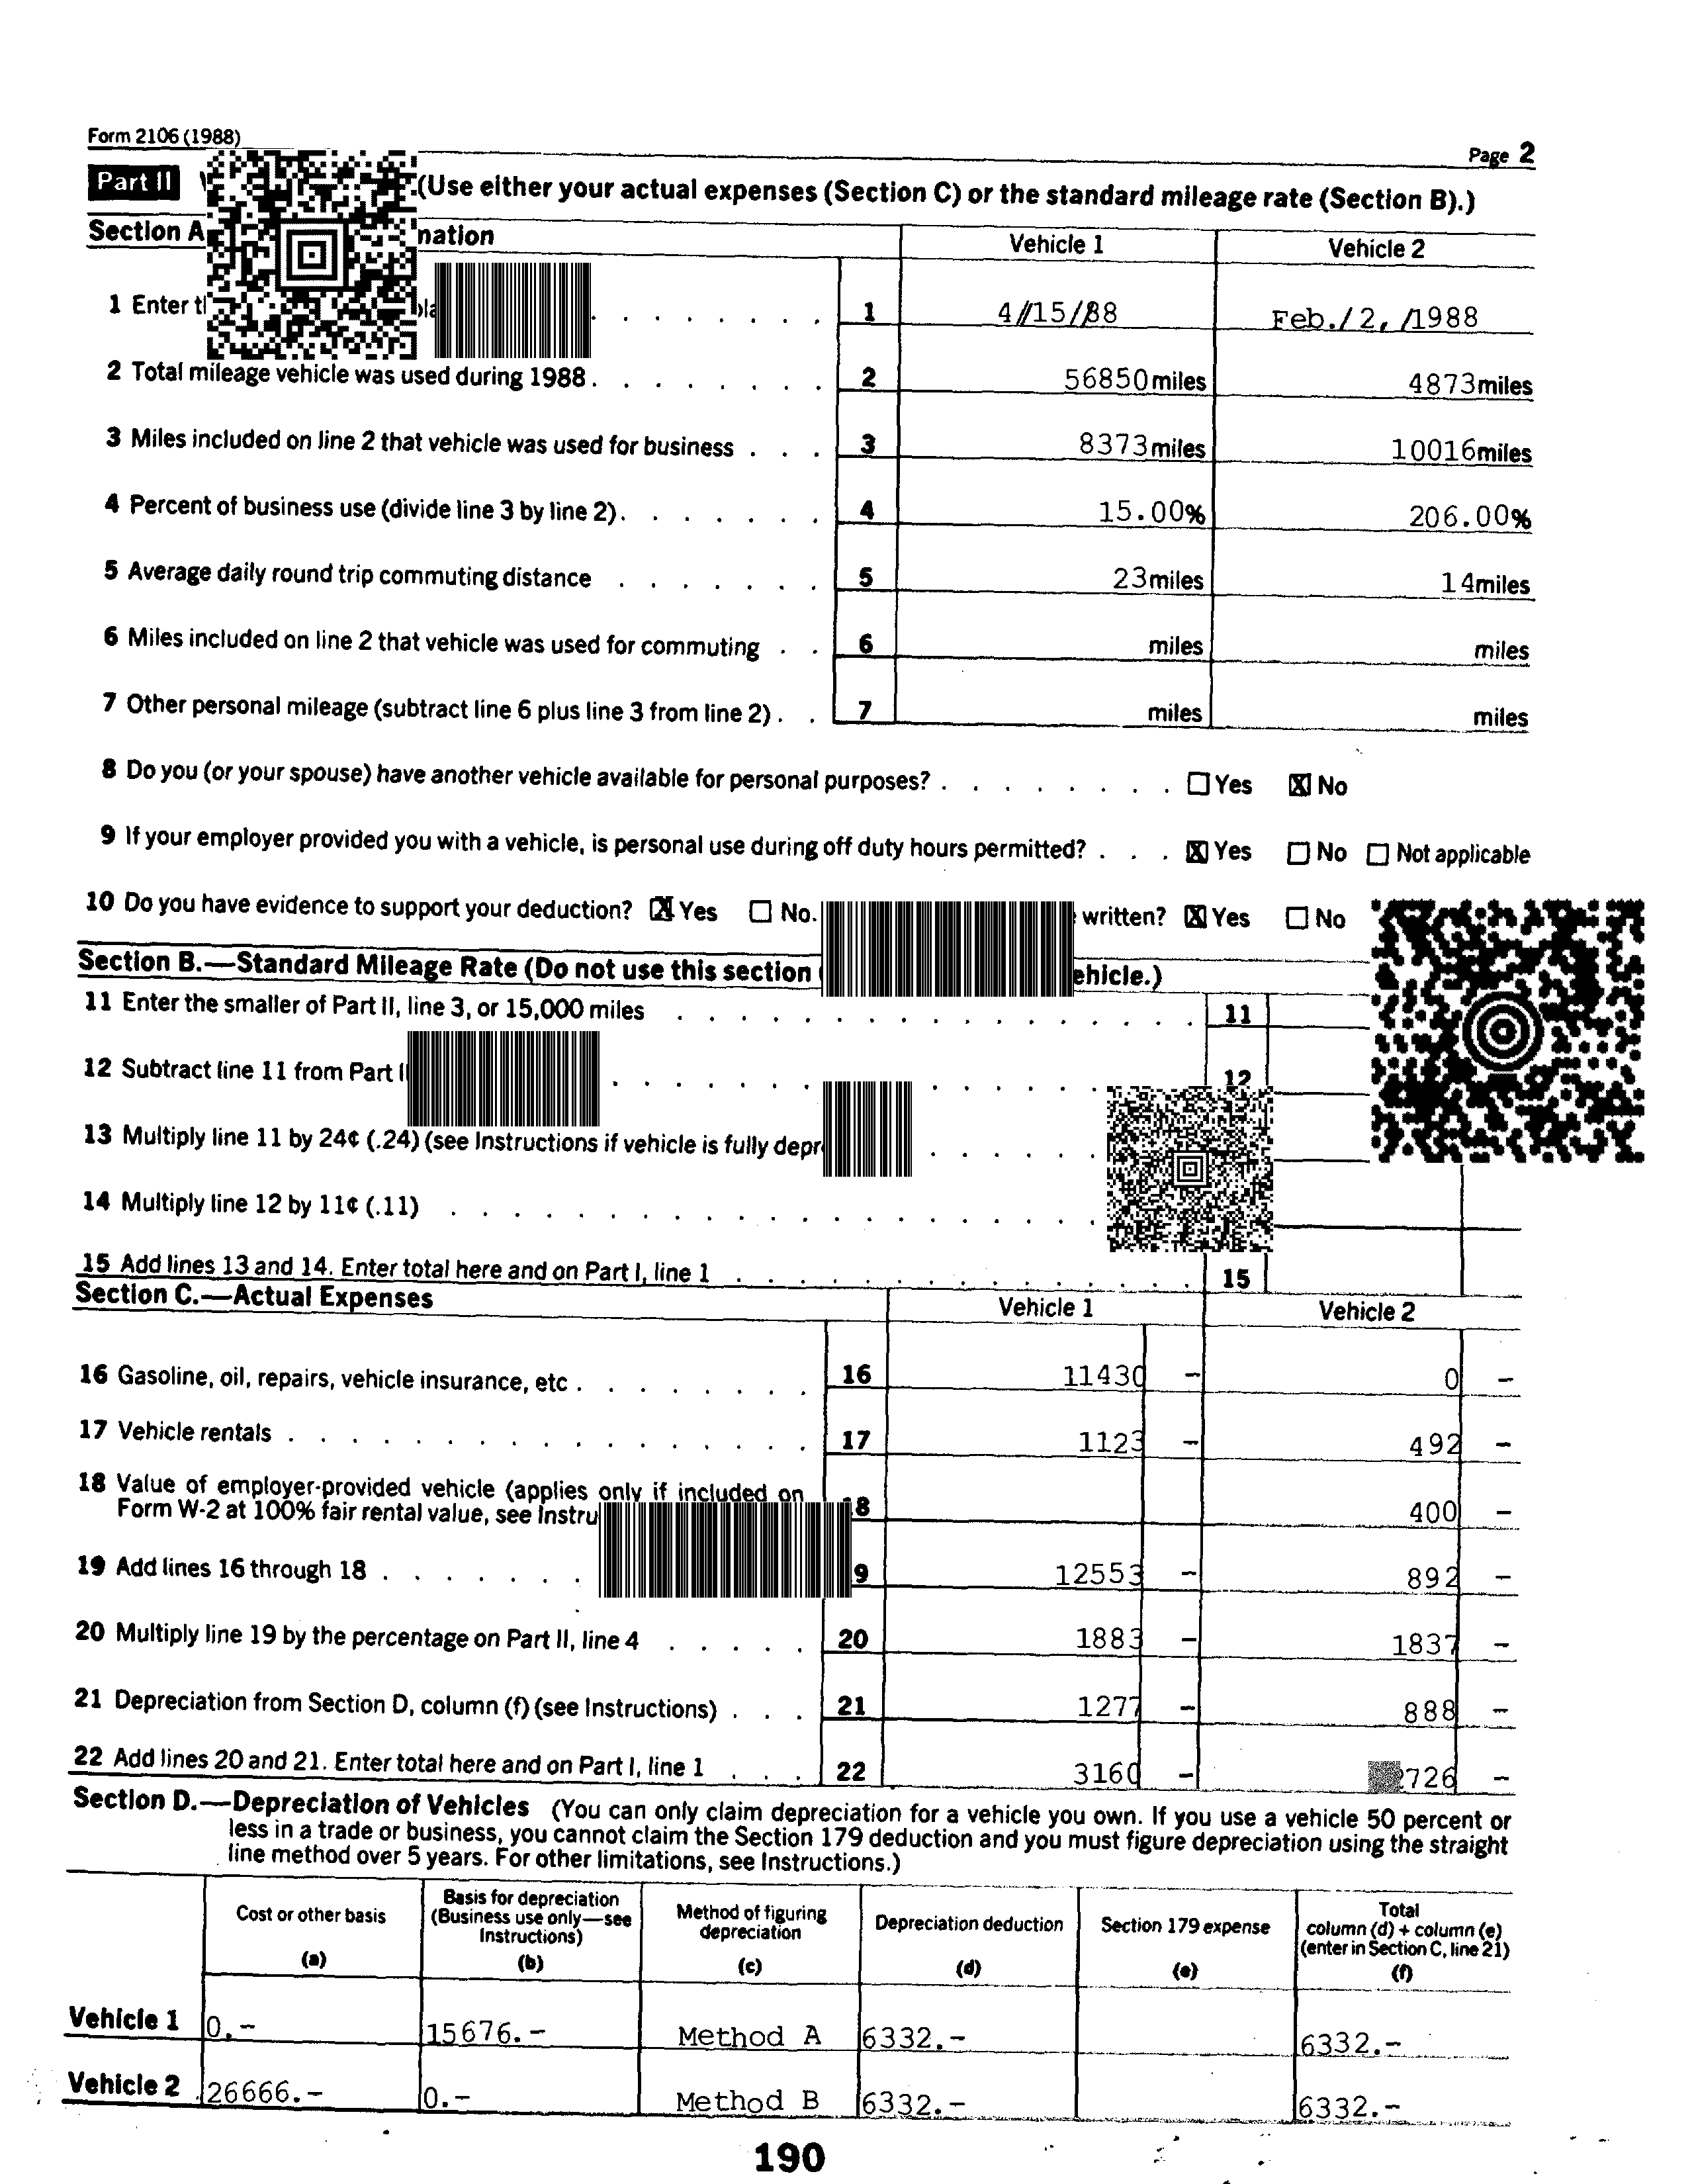 Form 2106 (1988)
Page 2
Part II (Use either your actual expenses (Section C) or the standard mileage rate (Section B).)
Section A
Vehicle 1 Vehicle 2
1 Enter . . . . . . . . 1 4//15//88 Feb./2, /1988
2 Total mileage vehicle was used during 1988 . . . . . . . . 2 56850 miles 4873 miles
3 Miles included on line 2 that vehicle was used for business . . . 3 8373 miles 10016 miles
4 Percent of business use (divide line 3 by line 2) . . . . . . . 4 15.00% 206.00%
5 Average daily round trip commuting distance . . . . . . . 5 23 miles 14 miles
6 Miles included on line 2 that vehicle was used for commuting . . 6 miles miles
7 Other personal mileage (subtract line 6 plus line 3 from line 2) . . 7 miles miles
8 Do you (or your spouse) have another vehicle available for personal purposes? . . . . . . . . ☐ Yes ☒ No
9 If your employer provided you with a vehicle, is personal use during off duty hours permitted? . . . ☒ Yes ☐ No ☐ Not applicable
10 Do you have evidence to support your deduction? ☒ Yes ☐ No. written? ☒ Yes ☐ No
Section B.—Standard Mileage Rate (Do not use this section
11 Enter the smaller of Part II, line 3, or 15,000 miles . . . . . . . . . . . . . . . . . 11
12 Subtract line 11 from Part . . . . . . . . . . . . 12
13 Multiply line 11 by 24¢ (.24) (see Instructions if vehicle is fully . . . . . .
14 Multiply line 12 by 11¢ (.11) . . . . . . . . . . . . . . . . . . . .
15 Add lines 13 and 14. Enter total here and on Part I, line 1 . . . . . . . . . . . . . . . 15
Section C.—Actual Expenses Vehicle 1 Vehicle 2
16 Gasoline, oil, repairs, vehicle insurance, etc . . . . . . . . 16 11430 – 0 –
17 Vehicle rentals . . . . . . . . . . . . . . . . . 17 1123 – 492 –
18 Value of employer-provided vehicle (applies only if included on
Form W-2 at 100% fair rental value, see 400 –
19 Add lines 16 through 18 . . . . . . . 12553 – 892 –
20 Multiply line 19 by the percentage on Part II, line 4 . . . . . 20 1883 – 1837 –
21 Depreciation from Section D, column (f) (see Instructions) . . . 21 1277 – 888 –
22 Add lines 20 and 21. Enter total here and on Part I, line 1 . . . 22 3160 – 726 –
Section D.—Depreciation of Vehicles (You can only claim depreciation for a vehicle you own. If you use a vehicle 50 percent or
less in a trade or business, you cannot claim the Section 179 deduction and you must figure depreciation using the straight
line method over 5 years. For other limitations, see Instructions.)
Cost or other basis
(a)
Basis for depreciation
(Business use only—see
Instructions)
(b)
Method of figuring
depreciation
(c)
Depreciation deduction
(d)
Section 179 expense
(e)
Total
column (d) + column (e)
(enter in Section C, line 21)
(f)
Vehicle 1 0.– 15676.– Method A 6332.– 6332.–
Vehicle 2 26666.– 0.– Method B 6332.– 6332.–
190